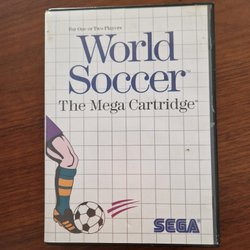 For One or Two Players
World
Soccer
The Mega Cartridge®
SEGA®